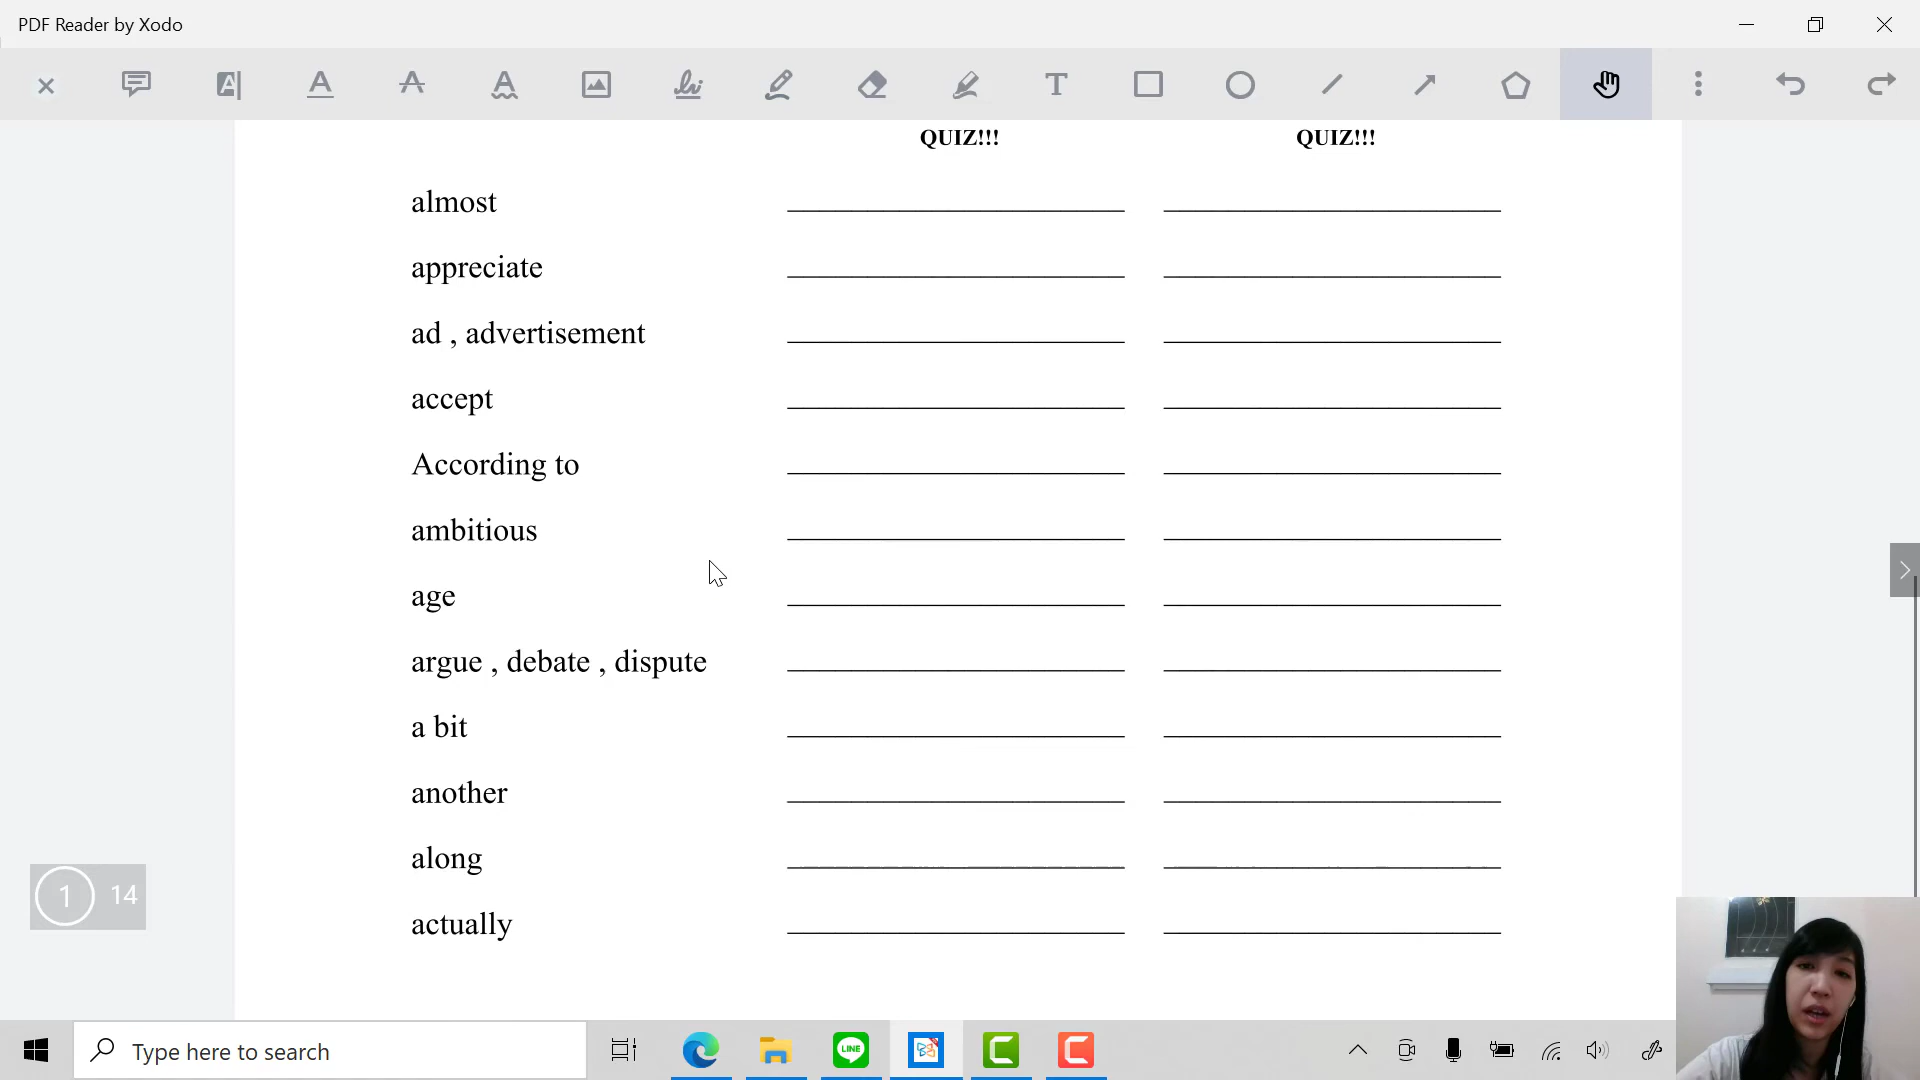 PDF Reader by Xodo
QUIZ!!! QUIZ!!!
almost
appreciate
ad , advertisement
accept
According to
ambitious
age
argue , debate , dispute
a bit
another
along
actually
1 14
Type here to search
LINE